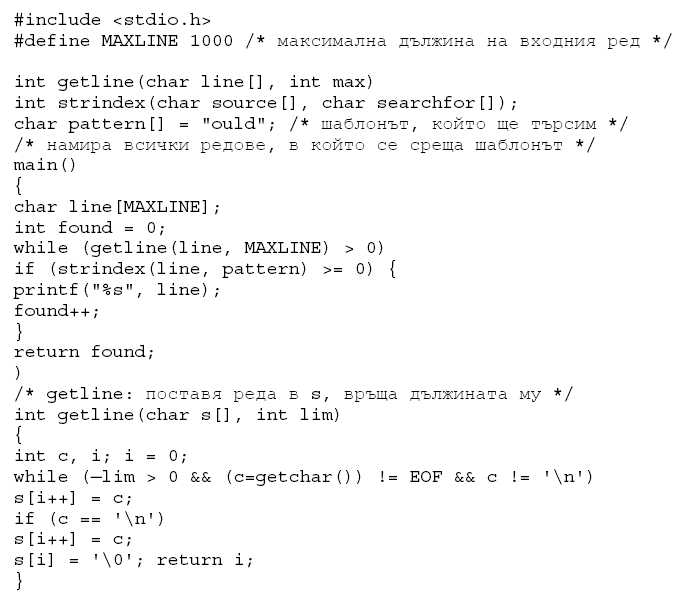 #include <stdio.h>
#define MAXLINE 1000 /* максимална дължина на входния ред */
int getline(char line[], int max)
int strindex(char source[], char searchfor[]);
char pattern[] = "ould"; /* шаблонът, който ще търсим */
/* намира всички редове, в който се среща шаблонът */
main()
{
char line[MAXLINE];
int found = 0;
while (getline(line, MAXLINE) > 0)
if (strindex(line, pattern) >= 0) {
printf("%s", line);
found++;
}
return found;
)
/* getline: поставя реда в s, връща дължината му */
int getline(char s[], int lim)
{
int c, i; i = 0;
while (—lim > 0 && (c=getchar()) != EOF && c != '\n')
s[i++] = c;
if (c == '\n')
s[i++] = c;
s[i] = '\0'; return i;
}